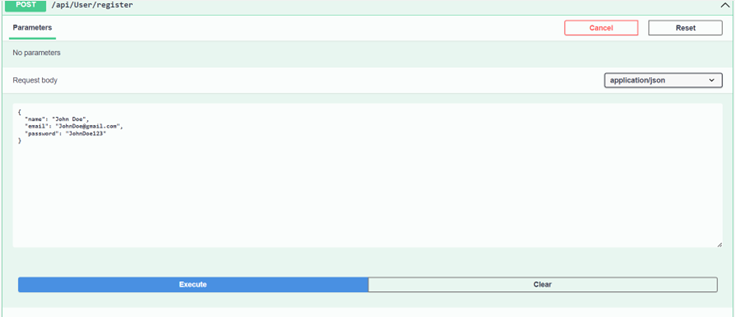 POST /api/User/register
Parameters Cancel Reset
No parameters
Request body application/json
{
"name": "John Doe",
"email": "JohnDoe@gmail.com",
"password": "JohnDoe123"
}
Execute Clear